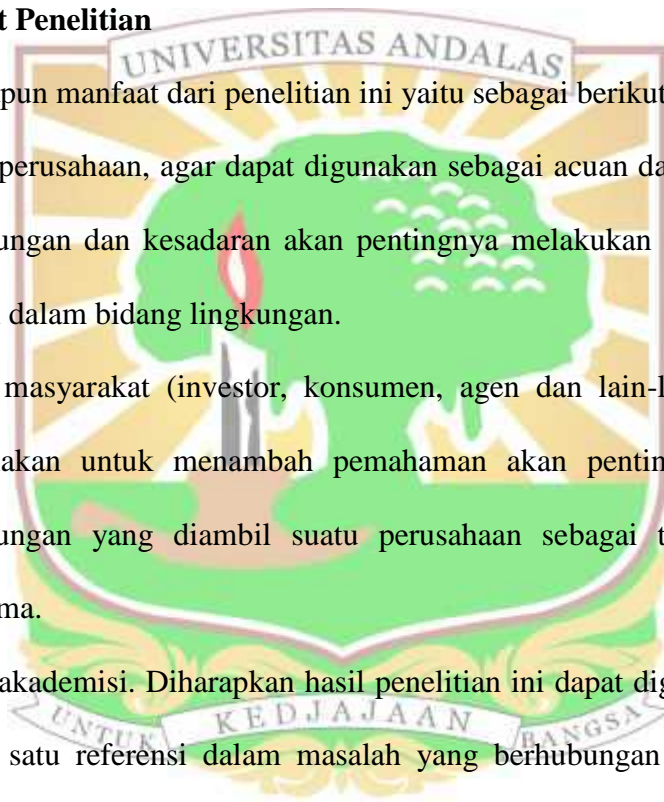 t Penelitian
UNIVERSITAS ANDALAS
pun manfaat dari penelitian ini yaitu sebagai berikut
perusahaan, agar dapat digunakan sebagai acuan da
ungan dan kesadaran akan pentingnya melakukan
dalam bidang lingkungan.
masyarakat (investor, konsumen, agen dan lain-l
akan untuk menambah pemahaman akan pentin
ungan yang diambil suatu perusahaan sebagai t
ma.
akademisi. Diharapkan hasil penelitian ini dapat dig
UNTUK KEDJAJAAN BANGSA
satu referensi dalam masalah yang berhubungan